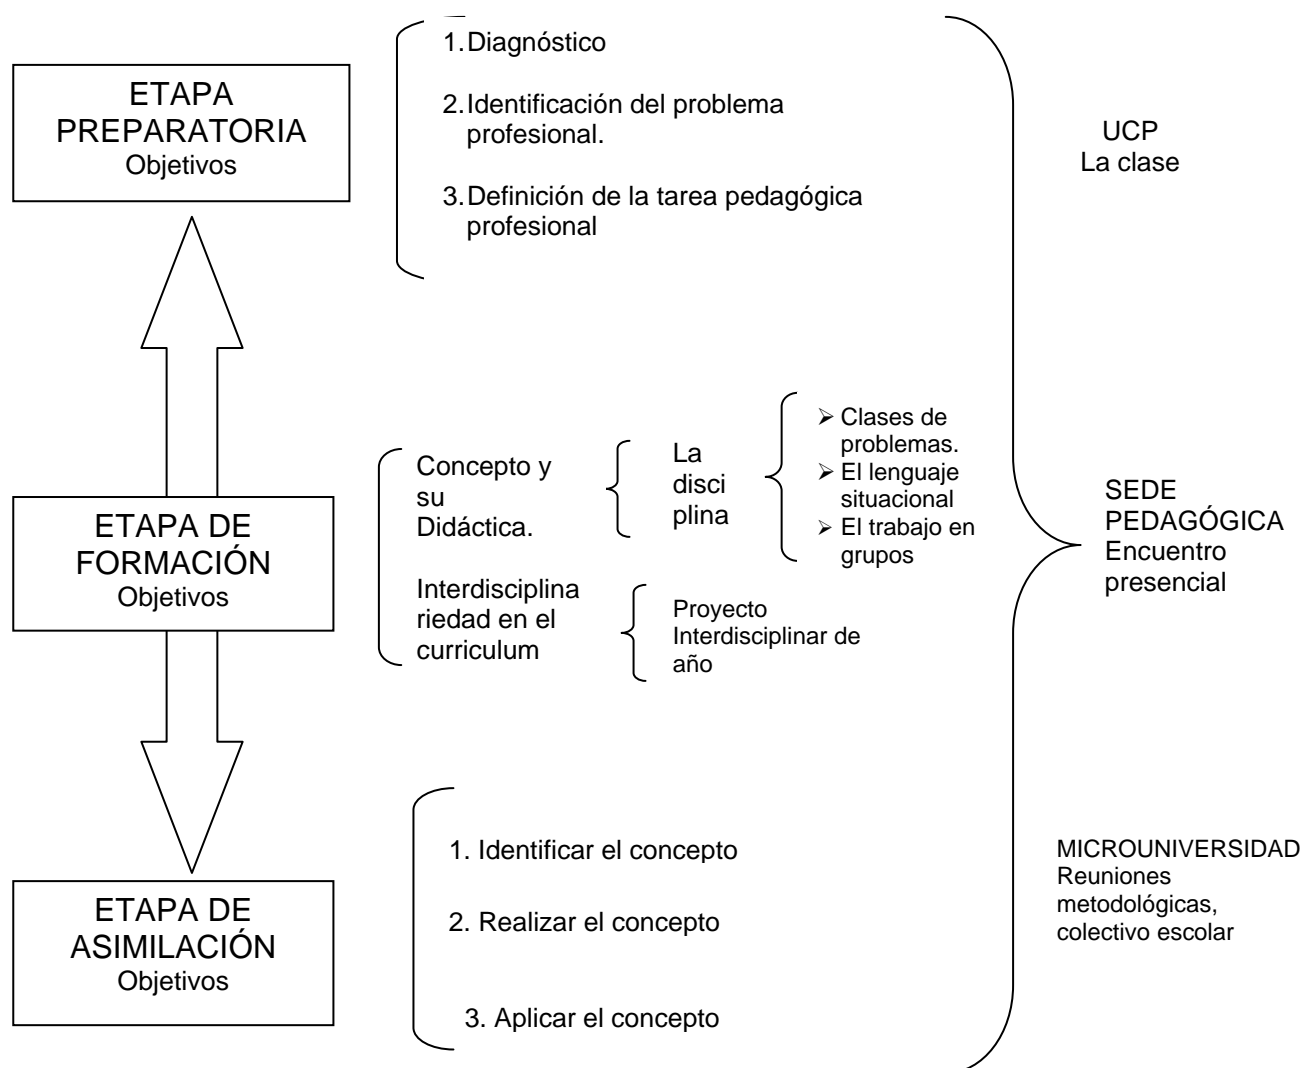 ETAPA
PREPARATORIA
Objetivos
1.Diagnóstico
2.Identificación del problema
profesional.
3.Definición de la tarea pedagógica
profesional
UCP
La clase
ETAPA DE
FORMACIÓN
Objetivos
Concepto y
su
Didáctica.
La
disci
plina
➢ Clases de
problemas.
➢ El lenguaje
situacional
➢ El trabajo en
grupos
Interdisciplina
riedad en el
curriculum
Proyecto
Interdisciplinar de
año
SEDE
PEDAGÓGICA
Encuentro
presencial
ETAPA DE
ASIMILACIÓN
Objetivos
1. Identificar el concepto
2. Realizar el concepto
3. Aplicar el concepto
MICROUNIVERSIDAD
Reuniones
metodológicas,
colectivo escolar